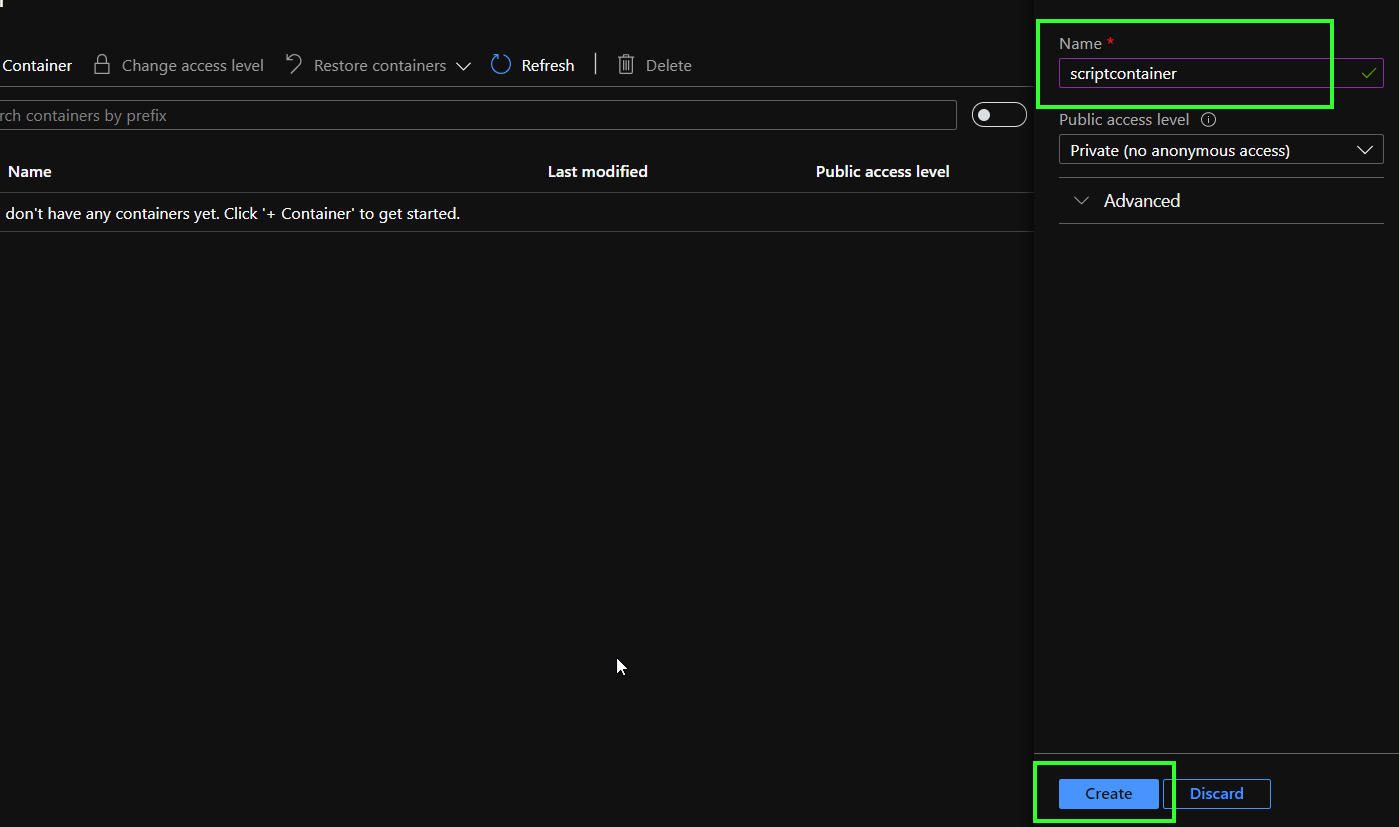 Container Change access level Restore containers Refresh Delete
rch containers by prefix
Name Last modified Public access level
don't have any containers yet. Click '+ Container' to get started.
Name *
scriptcontainer
Public access level
Private (no anonymous access)
Advanced
Create Discard